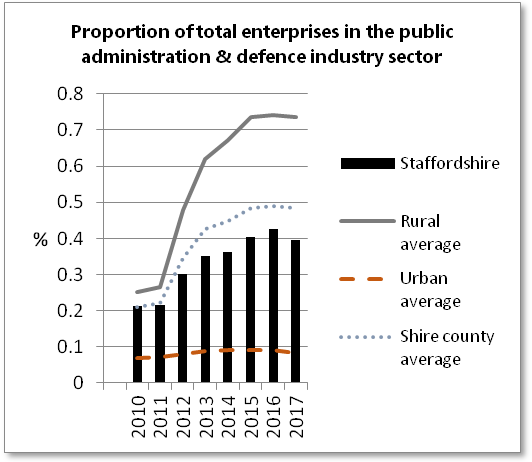 Proportion of total enterprises in the public
administration & defence industry sector
0.8
0.7
0.6
0.5
0.4
0.3
0.2
0.1
0
%
2010
2011
2012
2013
2014
2015
2016
2017
Staffordshire
Rural
average
Urban
average
Shire county
average